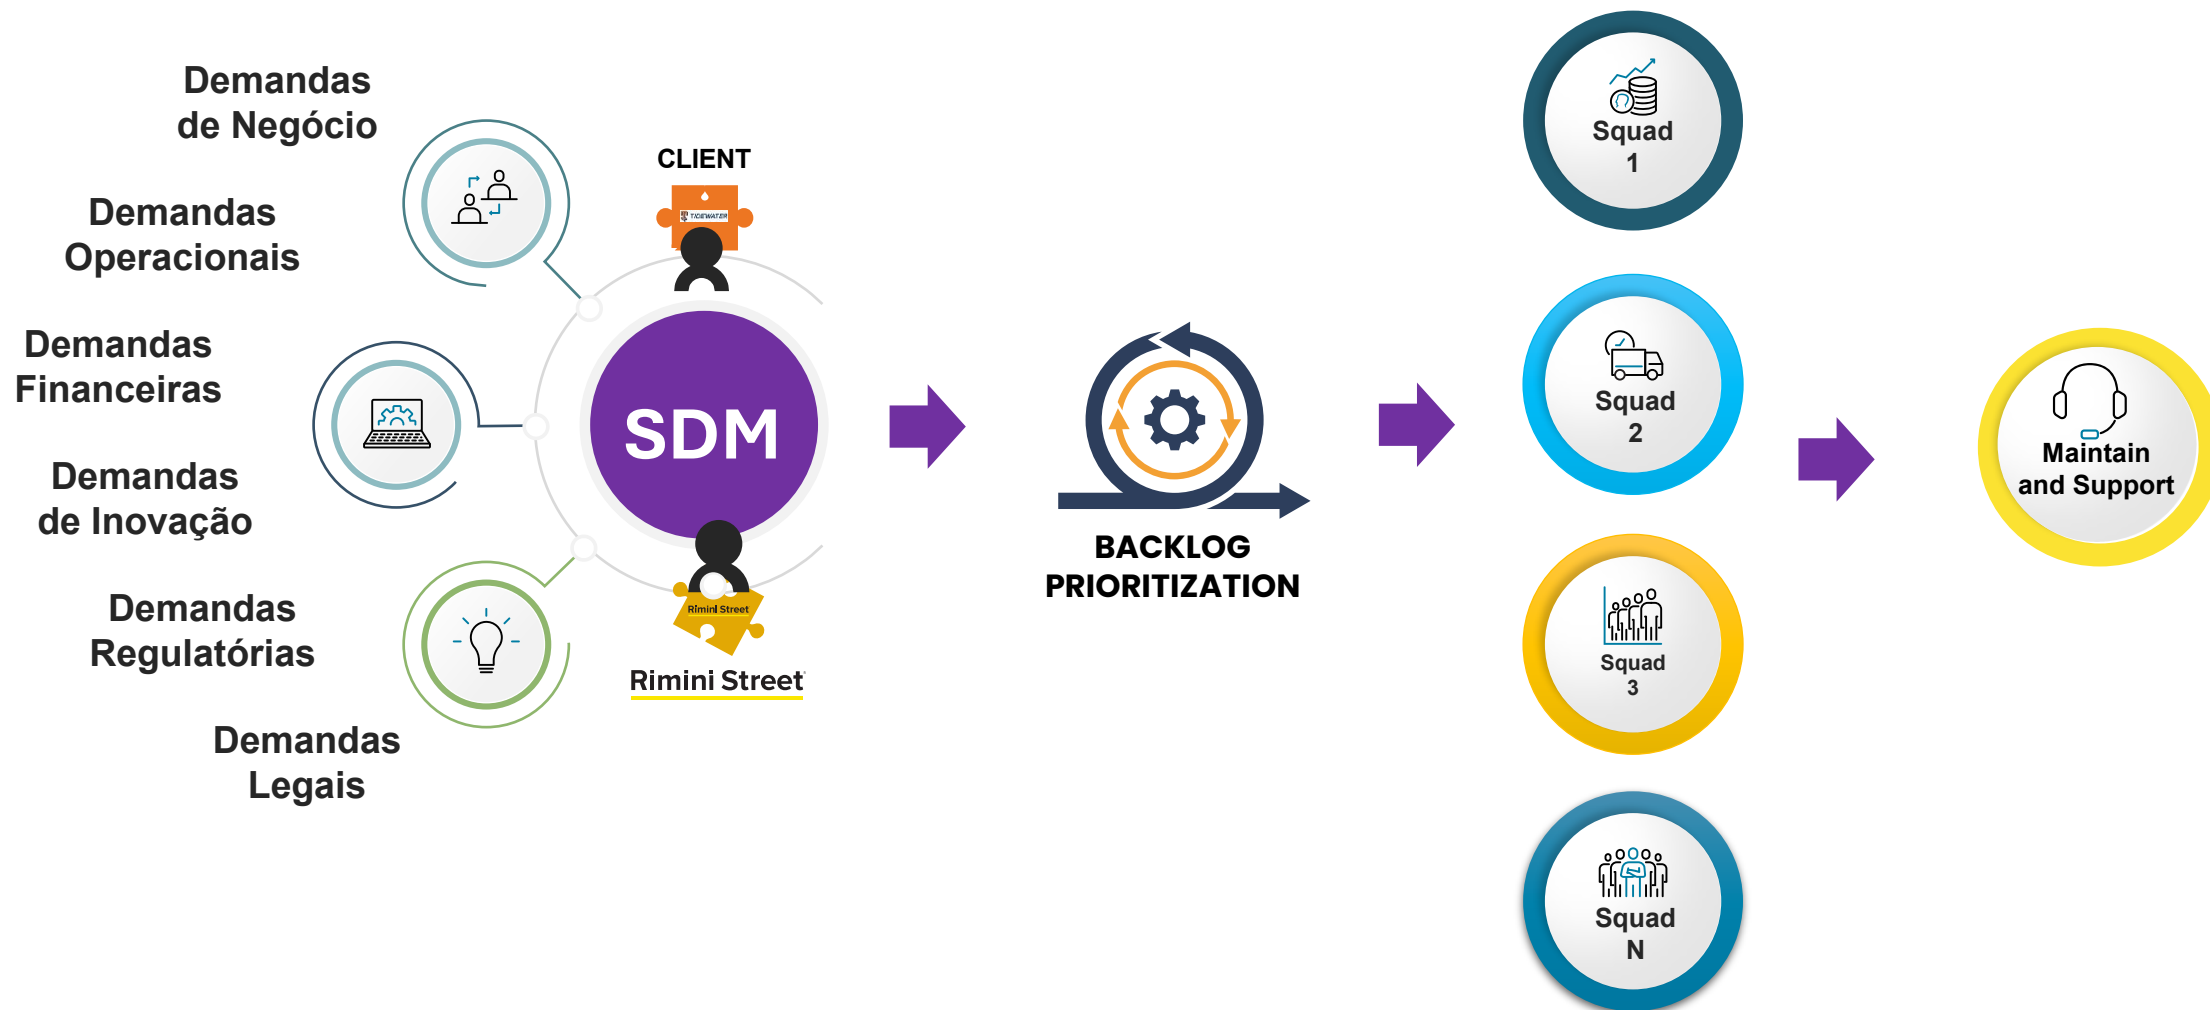 Demandas
de Negócio
Demandas
Operacionais
Demandas
Financeiras
Demandas
de Inovação
Demandas
Regulatórias
Demandas
Legais
CLIENT
TIDEWATER
SDM
Rimini Street
Rimini Street
BACKLOG
PRIORITIZATION
Squad
1
Squad
2
Squad
3
Squad
N
Maintain
and Support